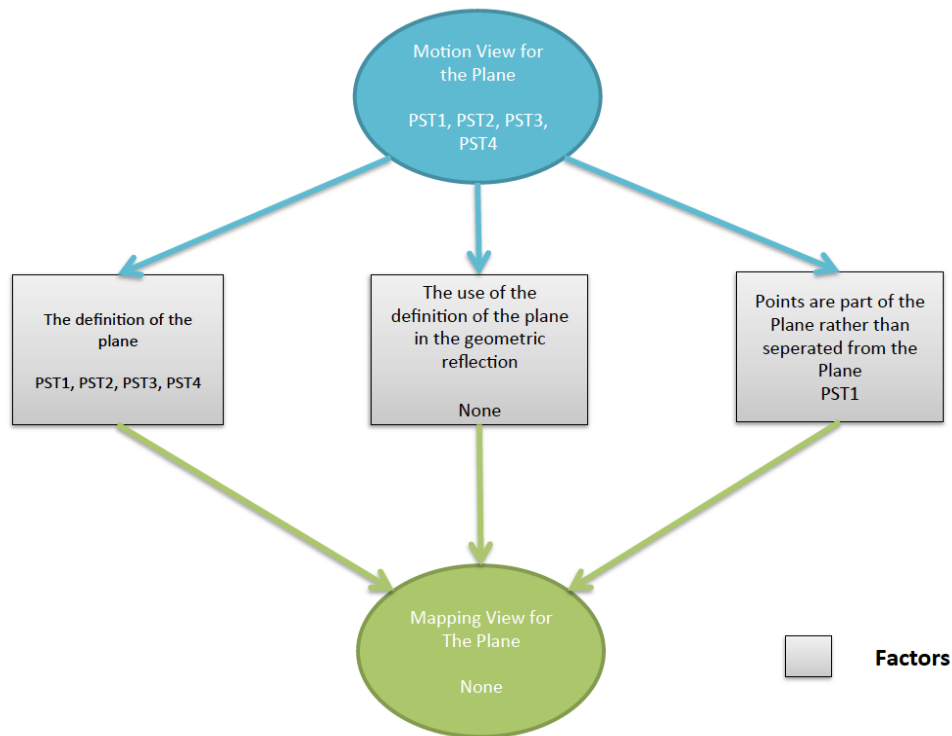 Motion View for
the Plane
PST1, PST2, PST3,
PST4
The definition of the
plane
PST1, PST2, PST3, PST4
The use of the
definition of the plane
in the geometric
reflection
None
Points are part of the
Plane rather than
seperated from the
Plane
PST1
Mapping View for
The Plane
None
Factors